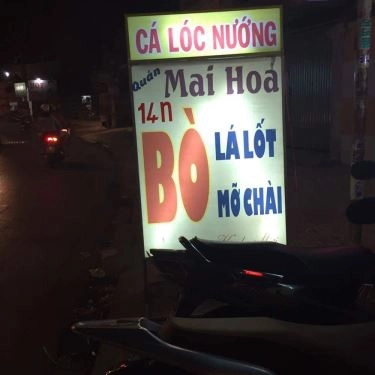 CÁ LÓC NƯỚNG
Quán Mai Hoa
14n
BÒ LÁ LỐT
MỠ CHÀI